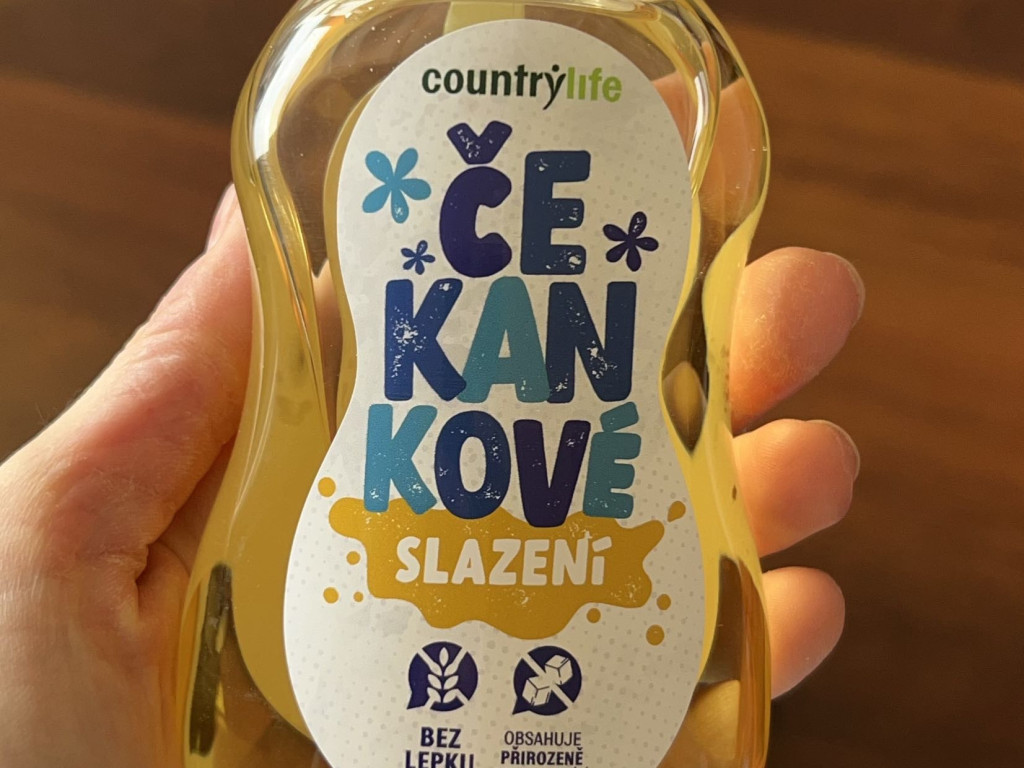 countrylife
ČE
KAN
KOVÉ
SLAZENÍ
BEZ
LEPKU
OBSAHUJE
PŘIROZENĚ